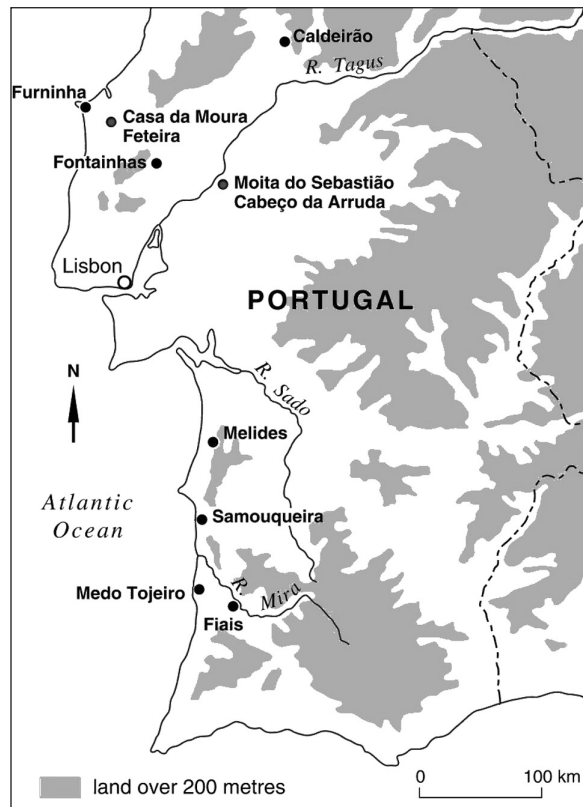 Caldeirão
R. Tagus
Furninha
Casa da Moura
Feteira
Fontainhas
Moita do Sebastião
Cabeço da Arruda
Lisbon
PORTUGAL
N
R. Sado
Melides
Atlantic
Ocean
Samouqueira
Medo Tojeiro
R. Mira
Fiais
land over 200 metres
0 100 km